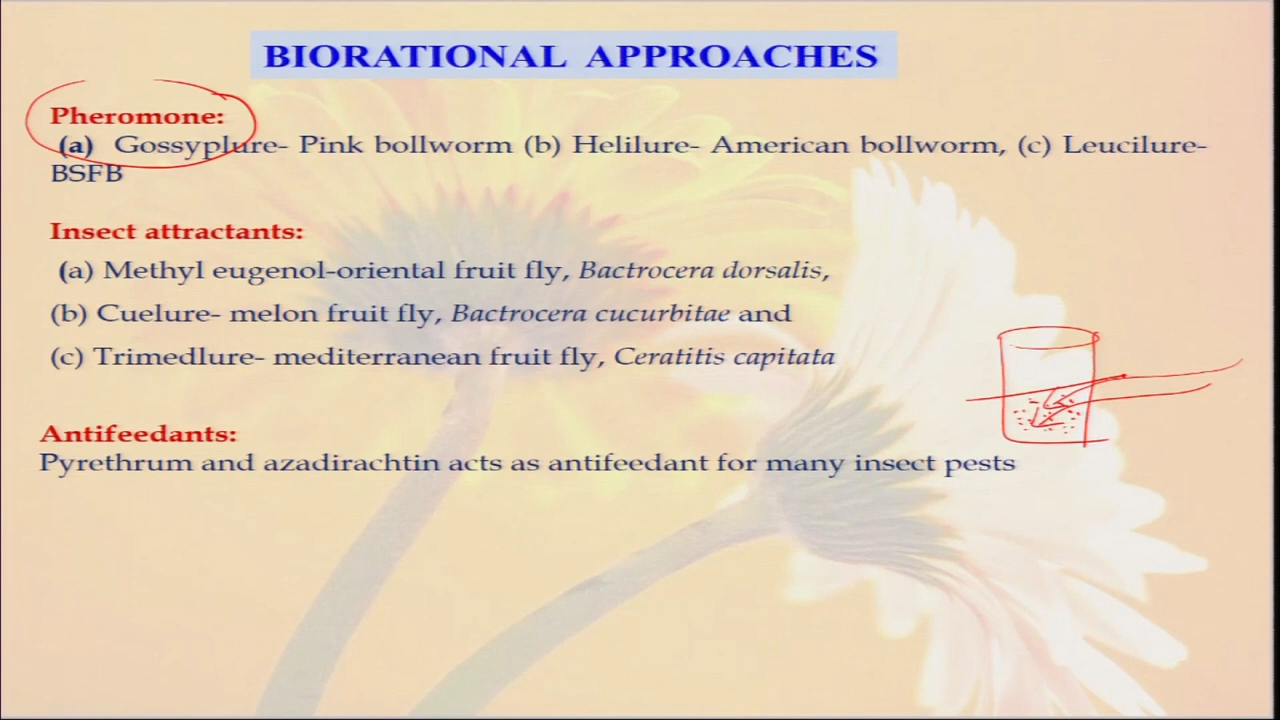 BIORATIONAL APPROACHES
Pheromone:
(a) Gossyplure- Pink bollworm (b) Helilure- American bollworm, (c) Leucilure-
BSFB
Insect attractants:
(a) Methyl eugenol-oriental fruit fly, Bactrocera dorsalis,
(b) Cuelure- melon fruit fly, Bactrocera cucurbitae and
(c) Trimedlure- mediterranean fruit fly, Ceratitis capitata
Antifeedants:
Pyrethrum and azadirachtin acts as antifeedant for many insect pests